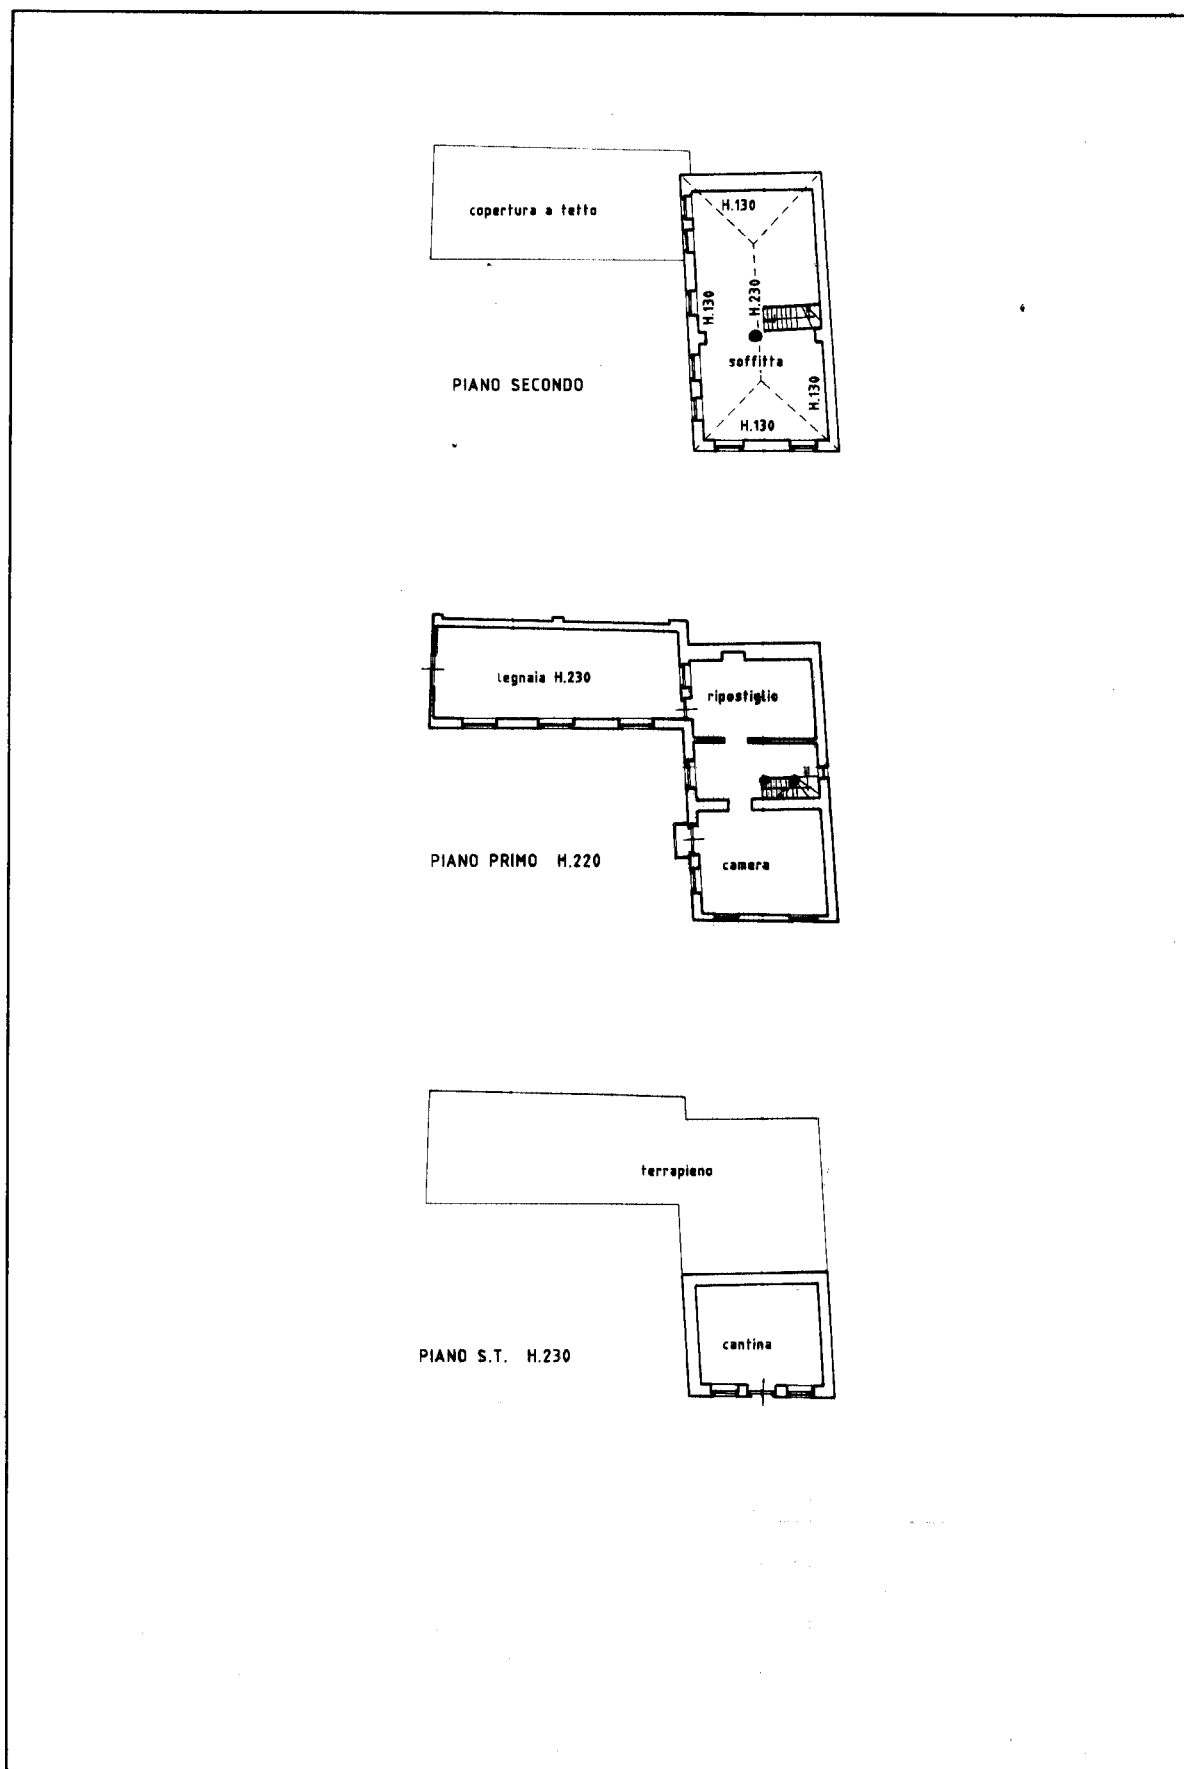 copertura a tetto
H.130
H.130
H.230
soffitta
H.130
H.130
PIANO SECONDO
legnaia H.230
ripostiglio
camera
PIANO PRIMO H.220
terrapieno
cantina
PIANO S.T. H.230